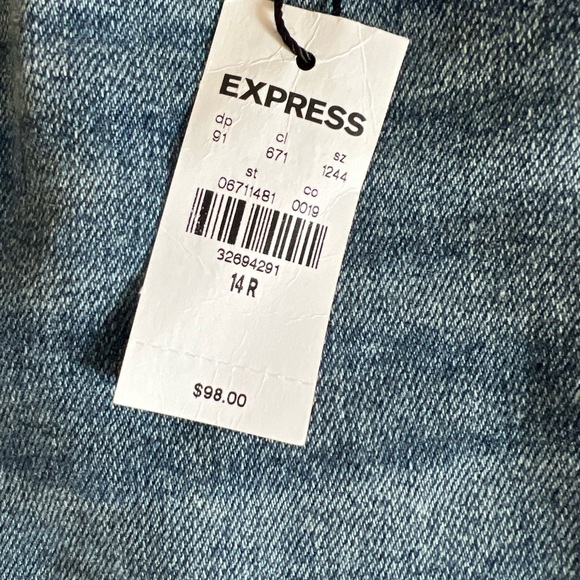 EXPRESS
dp cl sz
91 671 1244
st co
06711481 0019
32694291
14 R
$98.00